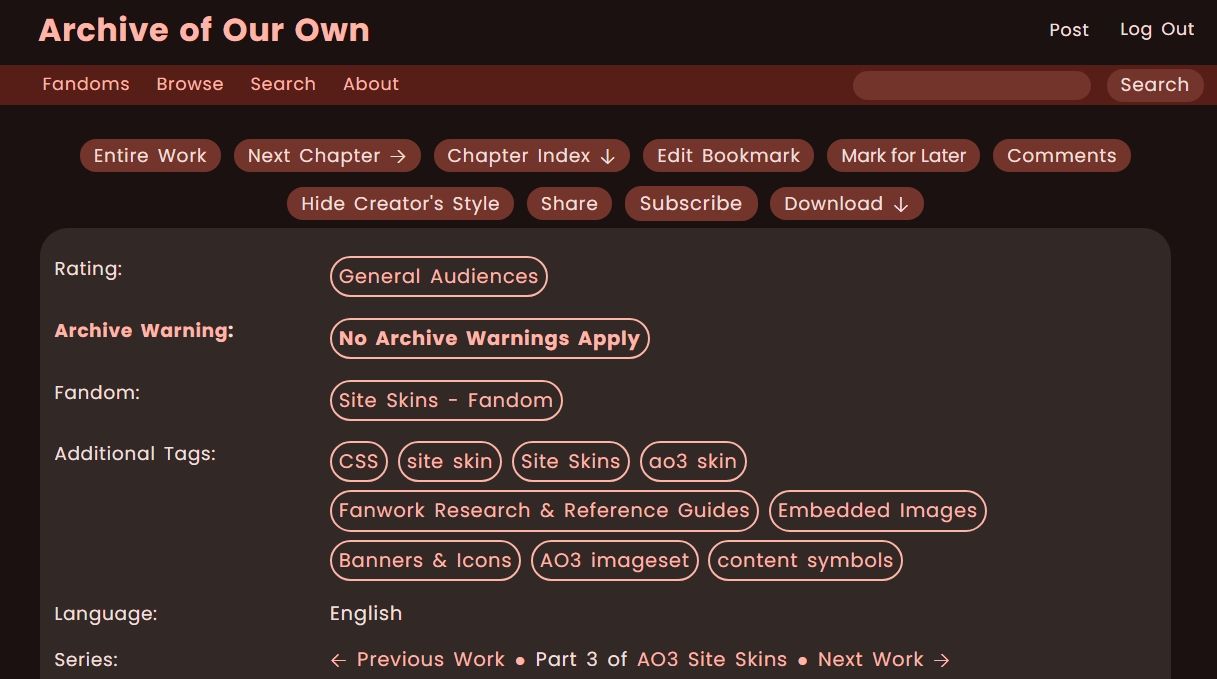 Archive of Our Own
Post Log Out
Fandoms Browse Search About Search
Entire Work Next Chapter → Chapter Index ↓ Edit Bookmark Mark for Later Comments
Hide Creator's Style Share Subscribe Download ↓
Rating: General Audiences
Archive Warning: No Archive Warnings Apply
Fandom: Site Skins - Fandom
Additional Tags: CSS site skin Site Skins ao3 skin
Fanwork Research & Reference Guides Embedded Images
Banners & Icons AO3 imageset content symbols
Language: English
Series: ← Previous Work ● Part 3 of AO3 Site Skins ● Next Work →